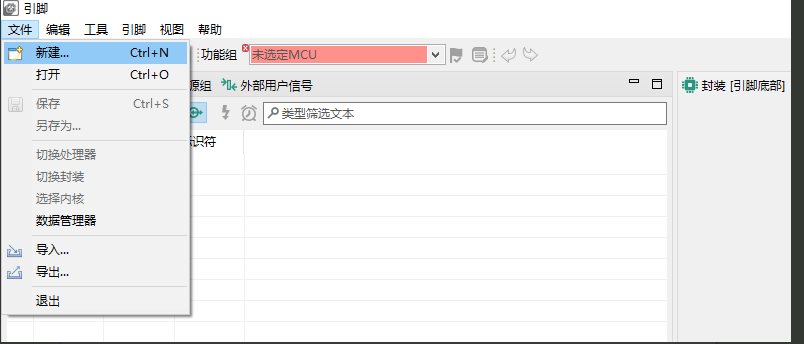 引脚
文件 编辑 工具 引脚 视图 帮助
新建... Ctrl+N
功能组 未选定MCU
打开 Ctrl+O
源组 外部用户信号
封装 [引脚底部]
保存 Ctrl+S
类型筛选文本
另存为...
识符
切换处理器
切换封装
选择内核
数据管理器
导入...
导出...
退出